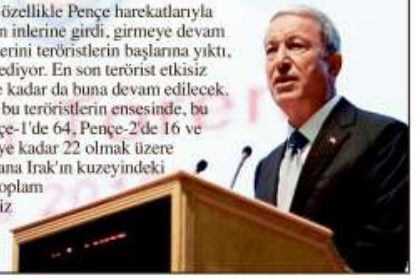 özellikle Pençe harekatlarıyla
n inlerine girdi, girmeye devam
erini teröristlerin başlarına yıktı,
ediyor. En son terörist etkisiz
e kadar da buna devam edilecek.
bu teröristlerin ensesinde, bu
çe-1'de 64, Pençe-2'de 16 ve
ye kadar 22 olmak üzere
ana Irak'ın kuzeyindeki
oplam
iz